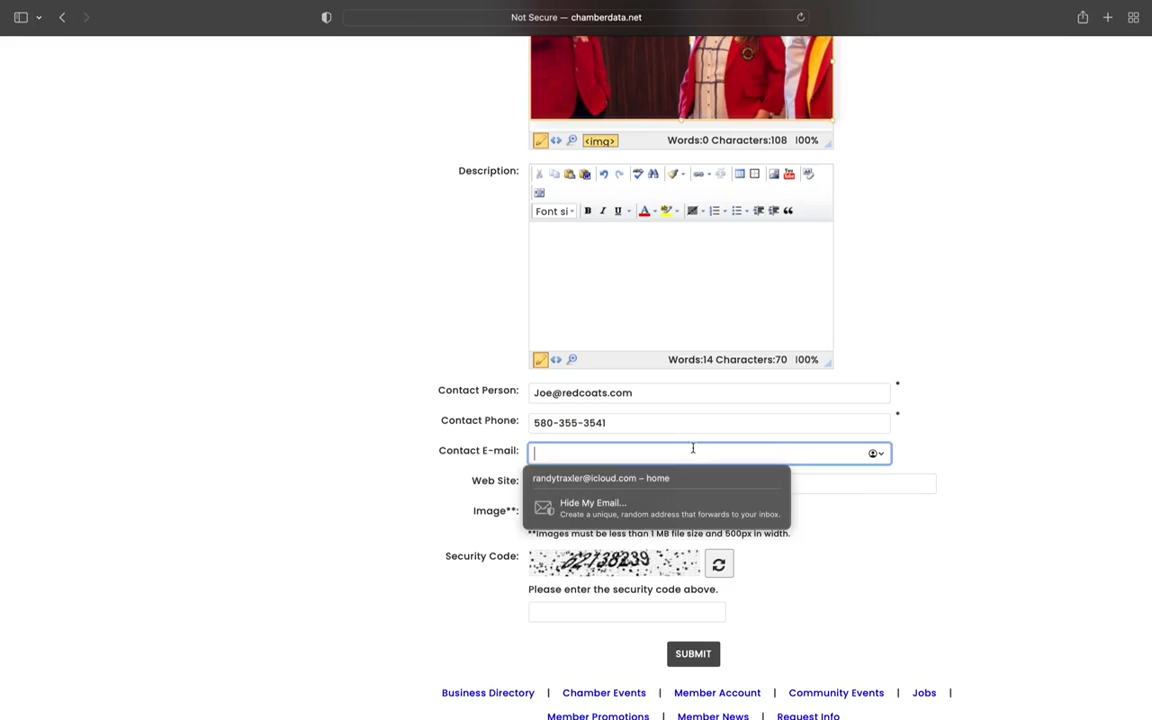 Not Secure — chamberdata.net
<img>
Words:0 Characters:108 100%
Description:
Font si
B I U A
Words:14 Characters:70 100%
Contact Person: Joe@redcoats.com *
Contact Phone: 580-355-3541 *
Contact E-mail:
Web Site:
randytraxler@icloud.com – home
Hide My Email...
Create a unique, random address that forwards to your inbox.
Image**:
**Images must be less than 1 MB file size and 500px in width.
Security Code: 62138239
Please enter the security code above.
SUBMIT
Business Directory | Chamber Events | Member Account | Community Events | Jobs |
Member Promotions | Member News | Request Info